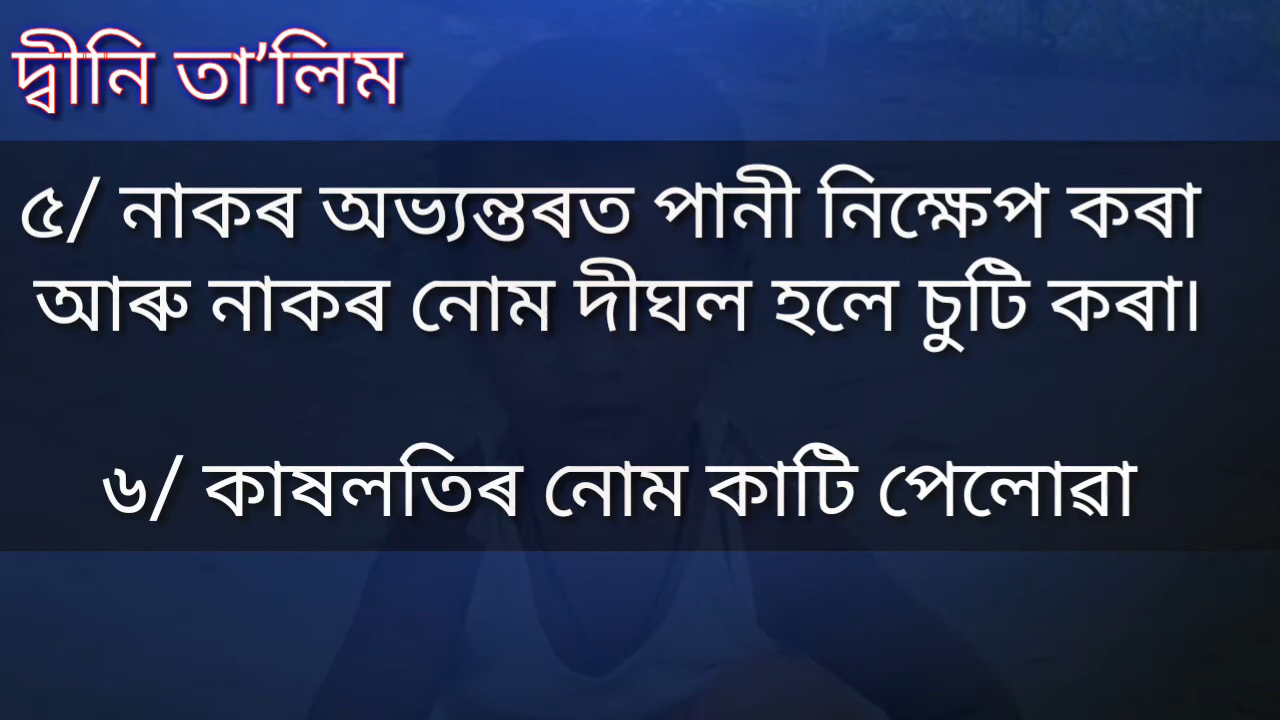 দ্বীনি তা’লিম
৫/ নাকৰ অভ্যন্তৰত পানী নিক্ষেপ কৰা
আৰু নাকৰ নোম দীঘল হলে চুটি কৰা।
৬/ কাষলতিৰ নোম কাটি পেলোৱা